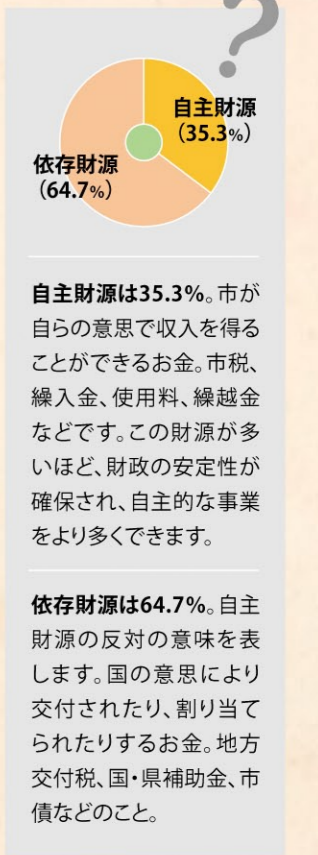 ?
自主財源
（35.3%）
依存財源
（64.7%）
自主財源は35.3%。市が
自らの意思で収入を得る
ことができるお金。市税、
繰入金、使用料、繰越金
などです。この財源が多
いほど、財政の安定性が
確保され、自主的な事業
をより多くできます。
依存財源は64.7%。自主
財源の反対の意味を表
します。国の意思により
交付されたり、割り当て
られたりするお金。地方
交付税、国・県補助金、市
債などのこと。